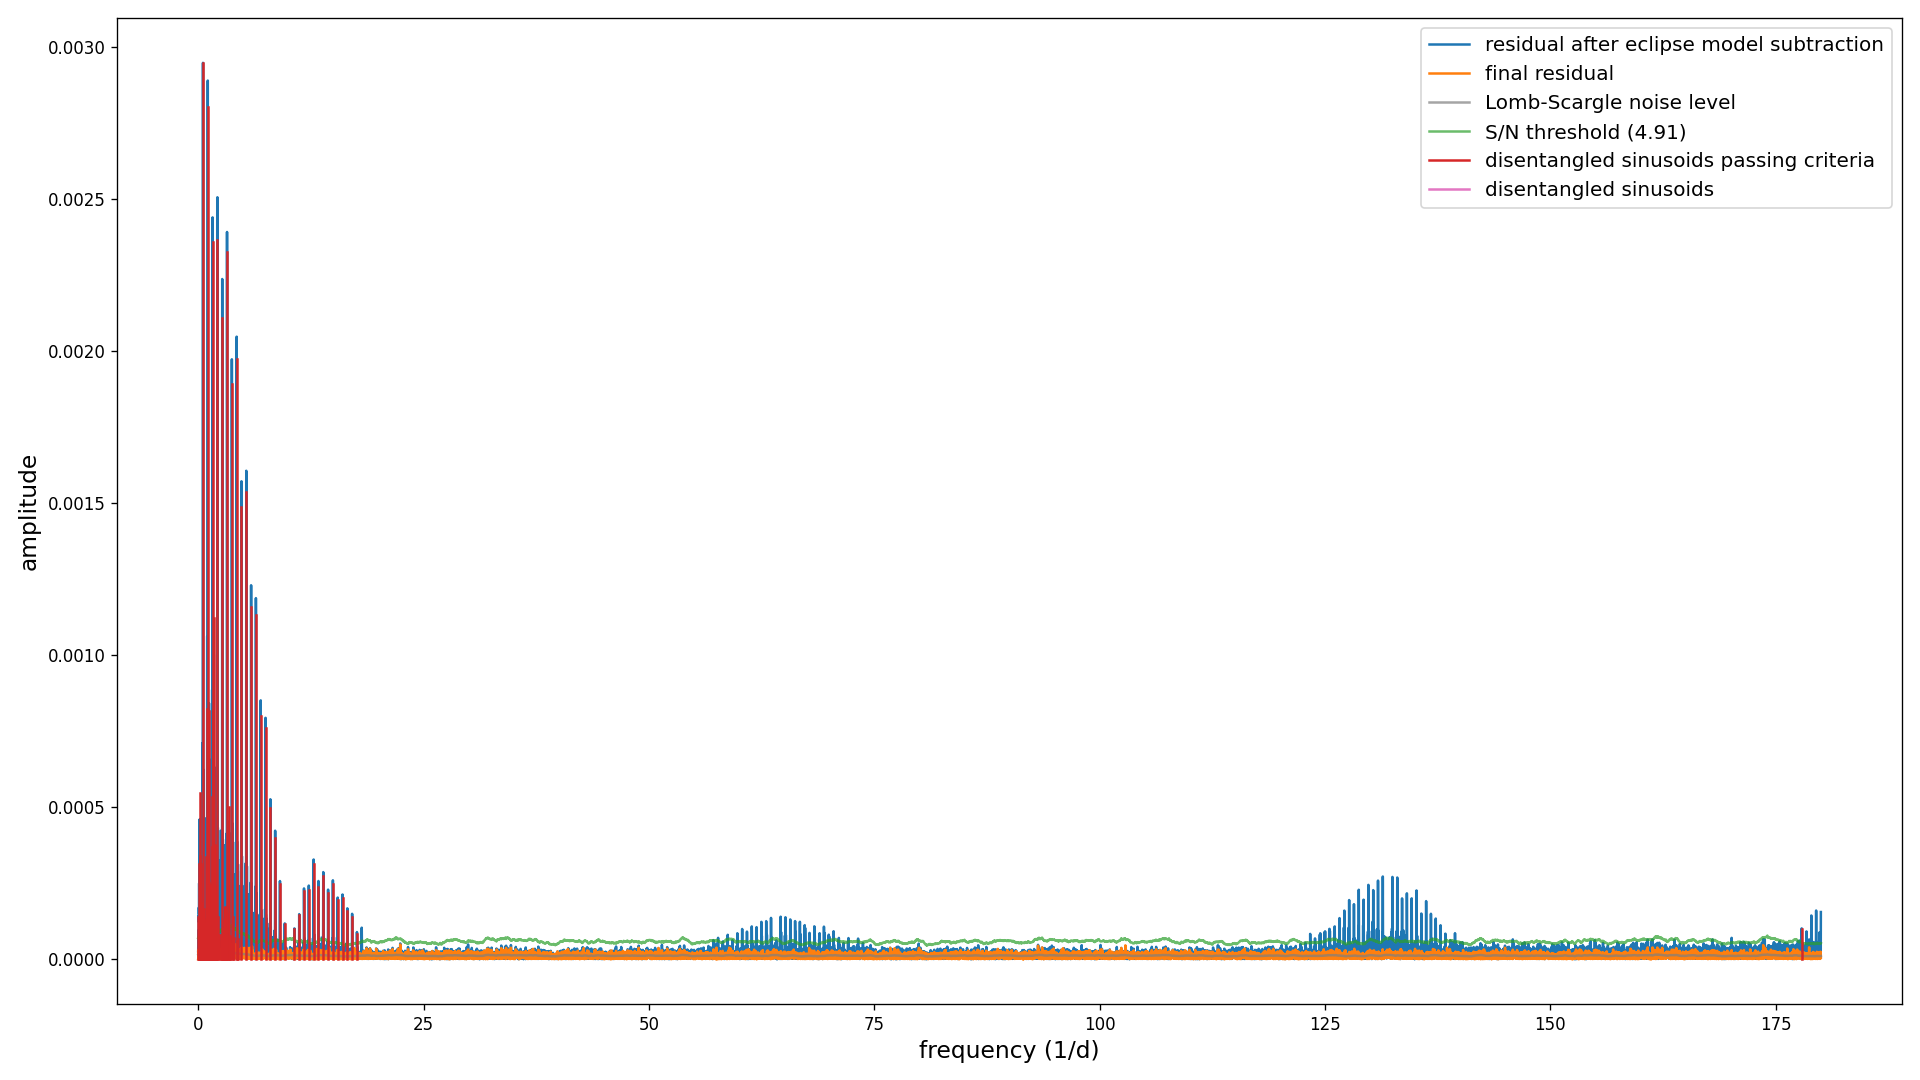 0.0030
0.0025
0.0020
0.0015
0.0010
0.0005
0.0000
amplitude
0
25
50
75
100
125
150
175
frequency (1/d)
residual after eclipse model subtraction
final residual
Lomb-Scargle noise level
S/N threshold (4.91)
disentangled sinusoids passing criteria
disentangled sinusoids